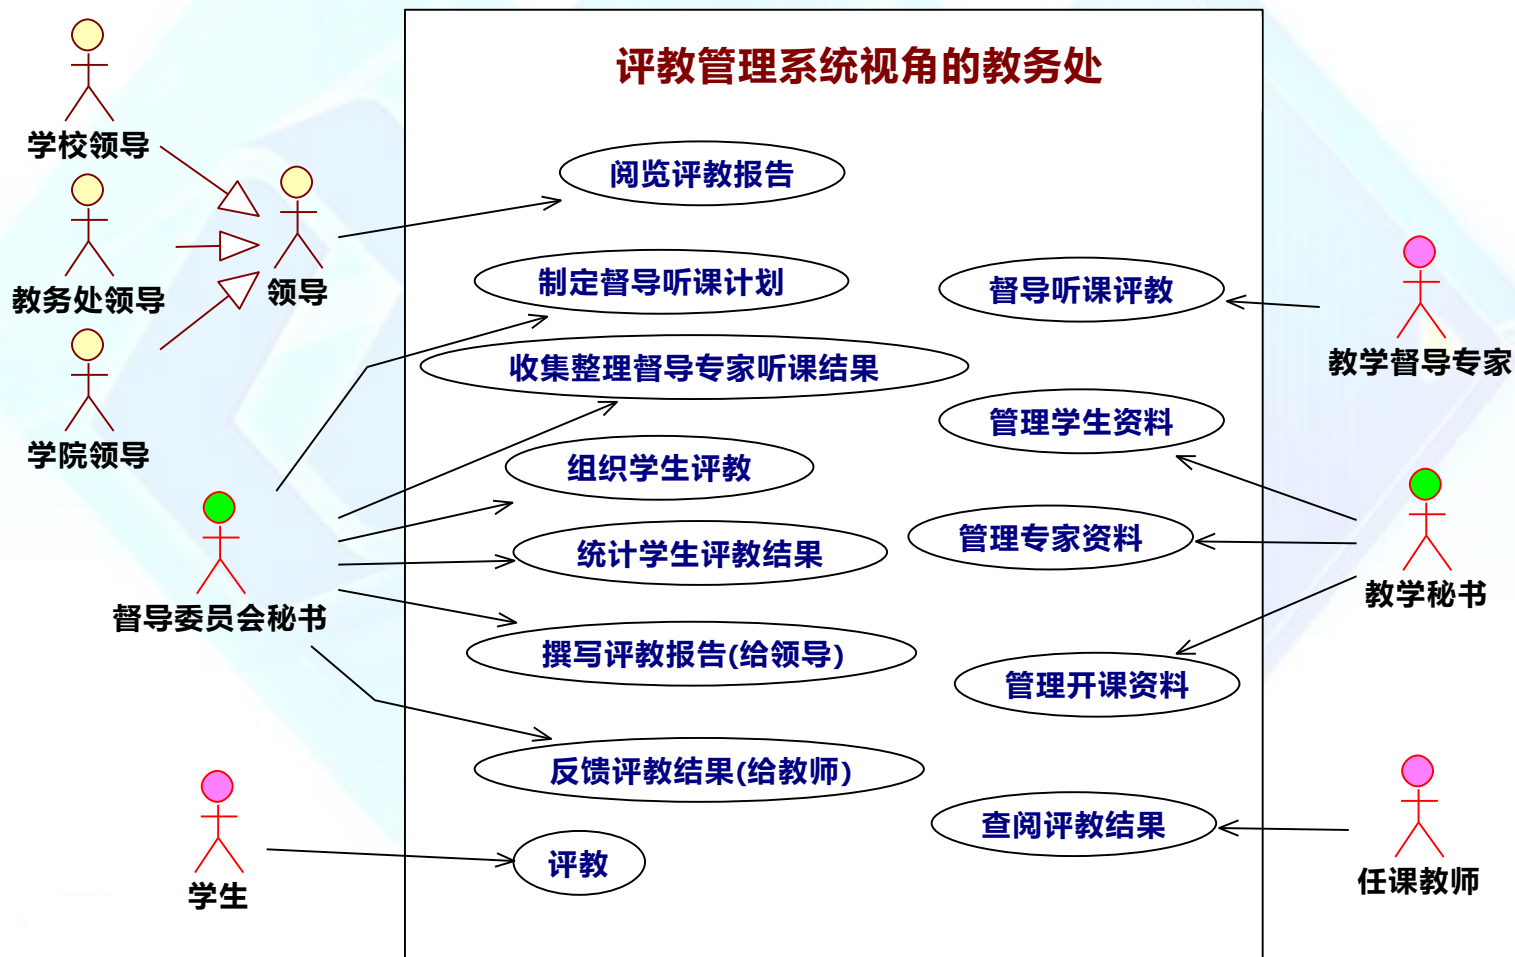 评教管理系统视角的教务处
学校领导
教务处领导
学院领导
领导
阅览评教报告
制定督导听课计划
收集整理督导专家听课结果
组织学生评教
统计学生评教结果
撰写评教报告(给领导)
反馈评教结果(给教师)
评教
督导委员会秘书
学生
督导听课评教
管理学生资料
管理专家资料
管理开课资料
查阅评教结果
教学督导专家
教学秘书
任课教师